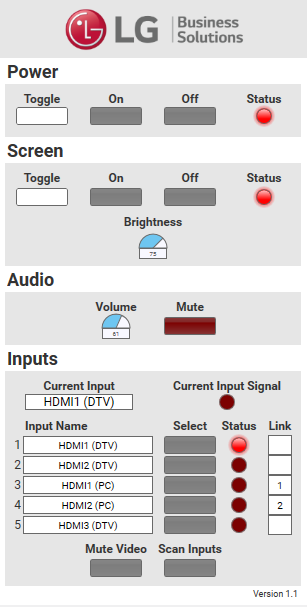 LG Business
Solutions
Power
Toggle On Off Status
Screen
Toggle On Off Status
Brightness
75
Audio
Volume Mute
61
Inputs
Current Input Current Input Signal
HDMI1 (DTV)
Input Name Select Status Link
1 HDMI1 (DTV)
2 HDMI2 (DTV)
3 HDMI1 (PC) 1
4 HDMI2 (PC) 2
5 HDMI3 (DTV)
Mute Video Scan Inputs
Version 1.1